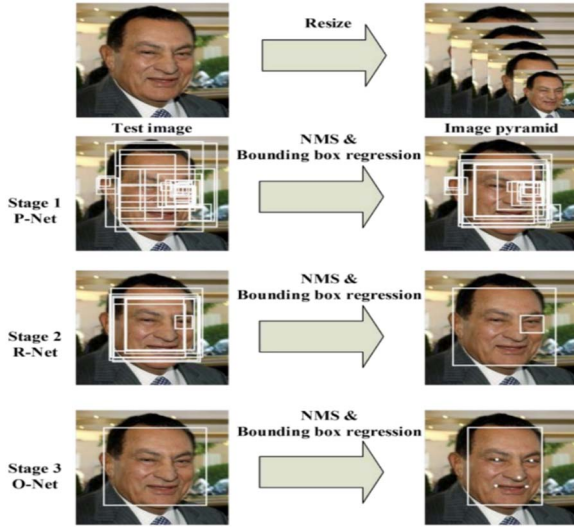 Resize
Test image
Image pyramid
NMS &
Bounding box regression
Stage 1
P-Net
NMS &
Bounding box regression
Stage 2
R-Net
NMS &
Bounding box regression
Stage 3
O-Net